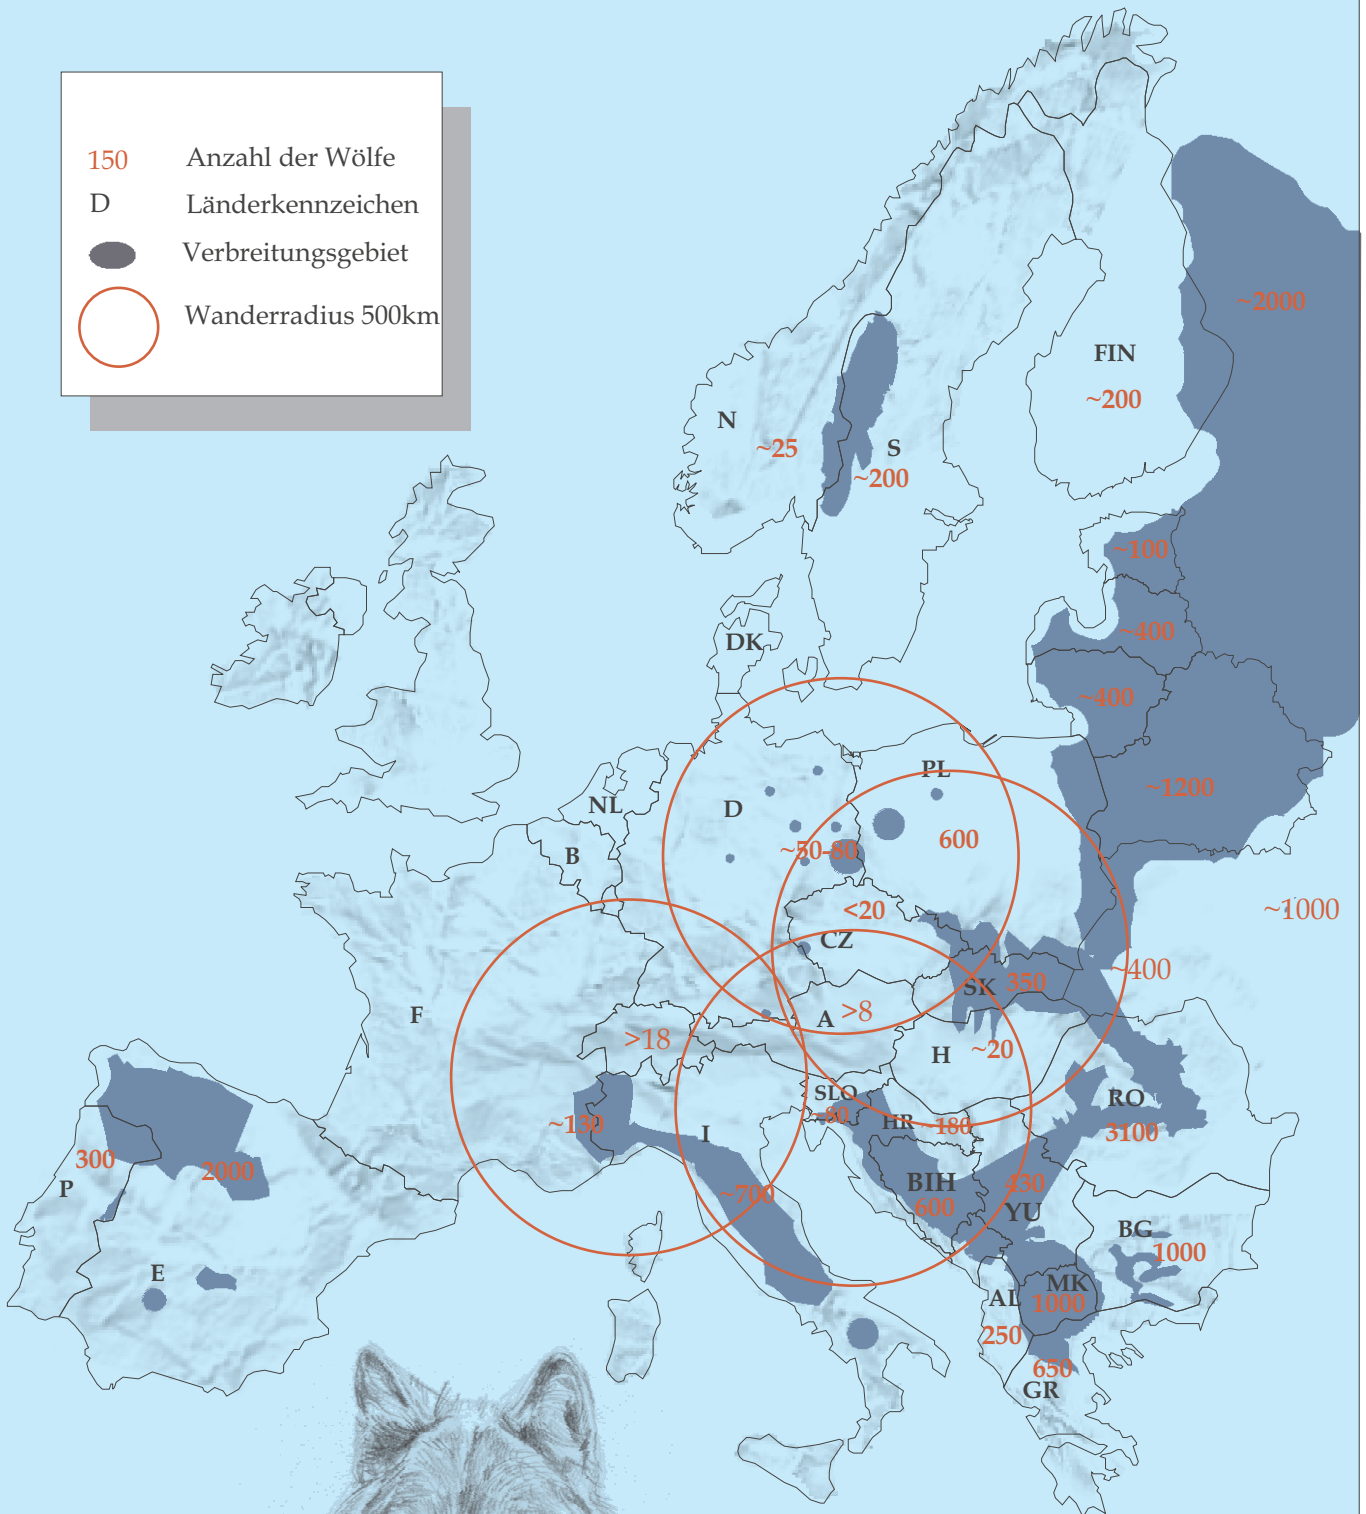 150 Anzahl der Wölfe
D Länderkennzeichen
Verbreitungsgebiet
Wanderradius 500km
~2000
FIN
~200
N
~25
S
~200
~100
~400
~400
DK
~1200
PL
600
NL
D
~50-80
B
<20
CZ
~1000
~400
SK
350
F
A >8
>18
H
~20
SLO
~80
HR
~180
RO
3100
~130
I
~700
BIH
600
430
YU
300
P
2000
E
BG
1000
MK
1000
AL
250
650
GR